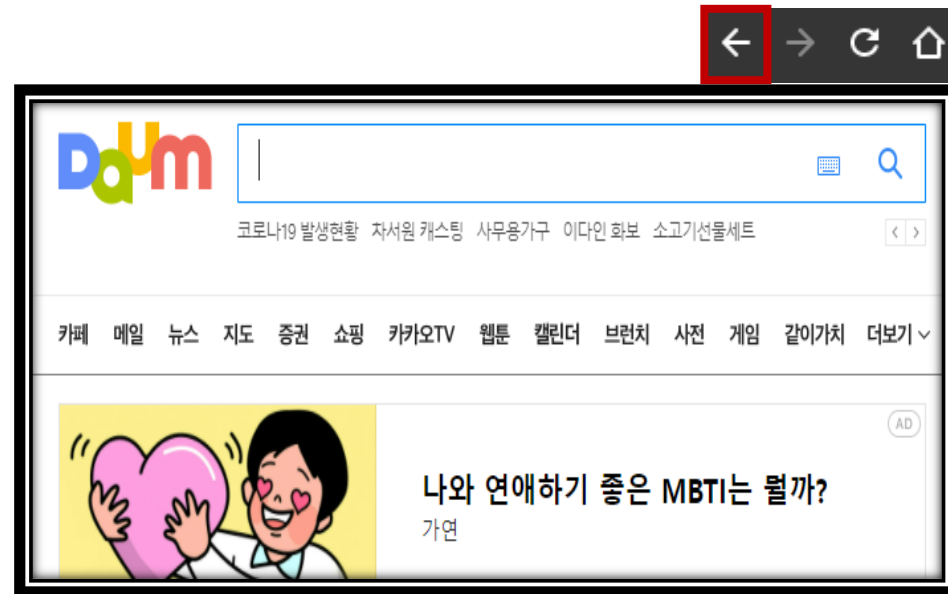 Daum
코로나19 발생현황 차서원 캐스팅 사무용가구 이다인 화보 소고기선물세트
카페 메일 뉴스 지도 증권 쇼핑 카카오TV 웹툰 캘린더 브런치 사전 게임 같이가치 더보기
AD
나와 연애하기 좋은 MBTI는 뭘까?
가연